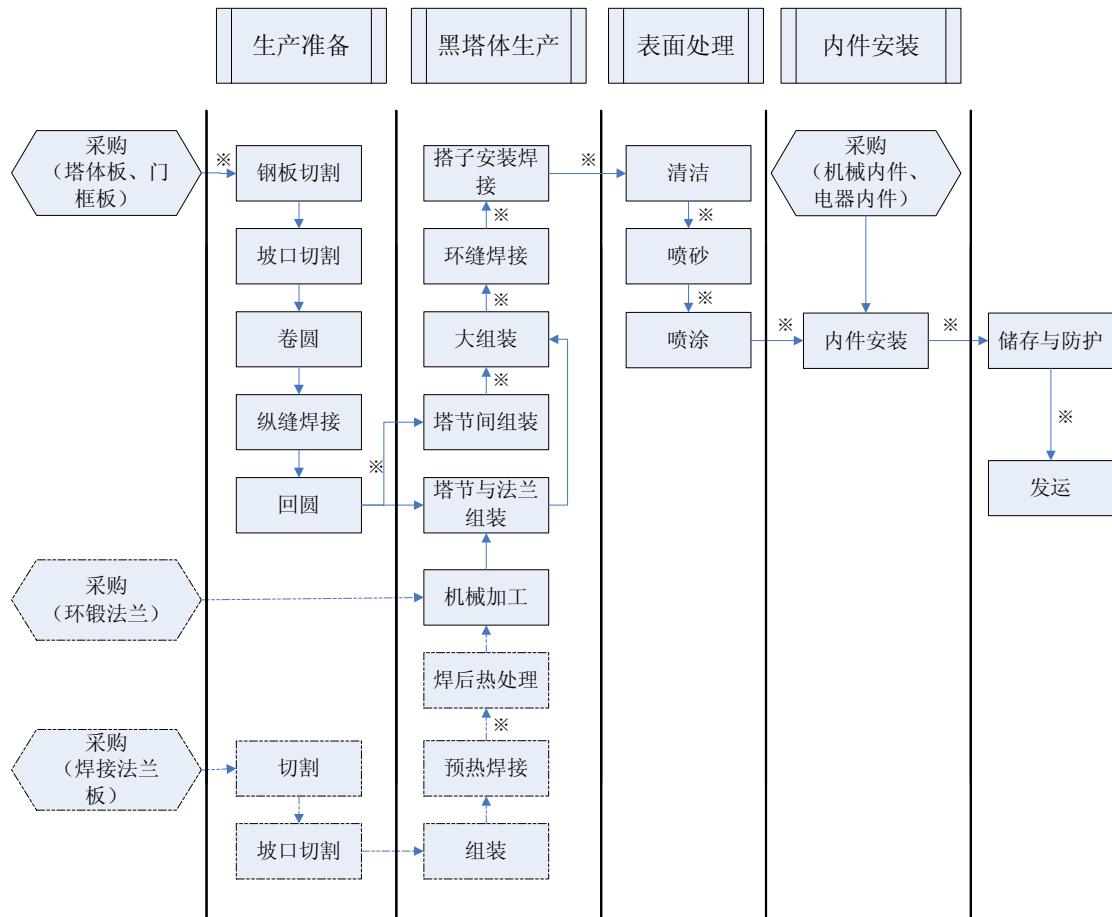 生产准备
黑塔体生产
表面处理
内件安装
采购
（塔体板、门
框板）
※
钢板切割
搭子安装焊
接
※
清洁
采购
（机械内件、
电器内件）
※
※
坡口切割
环缝焊接
喷砂
※
※
卷圆
大组装
喷涂
※
内件安装
※
储存与防护
※
纵缝焊接
塔节间组装
※
※
回圆
塔节与法兰
组装
发运
采购
（环锻法兰）
机械加工
焊后热处理
※
采购
（焊接法兰
板）
切割
预热焊接
坡口切割
组装